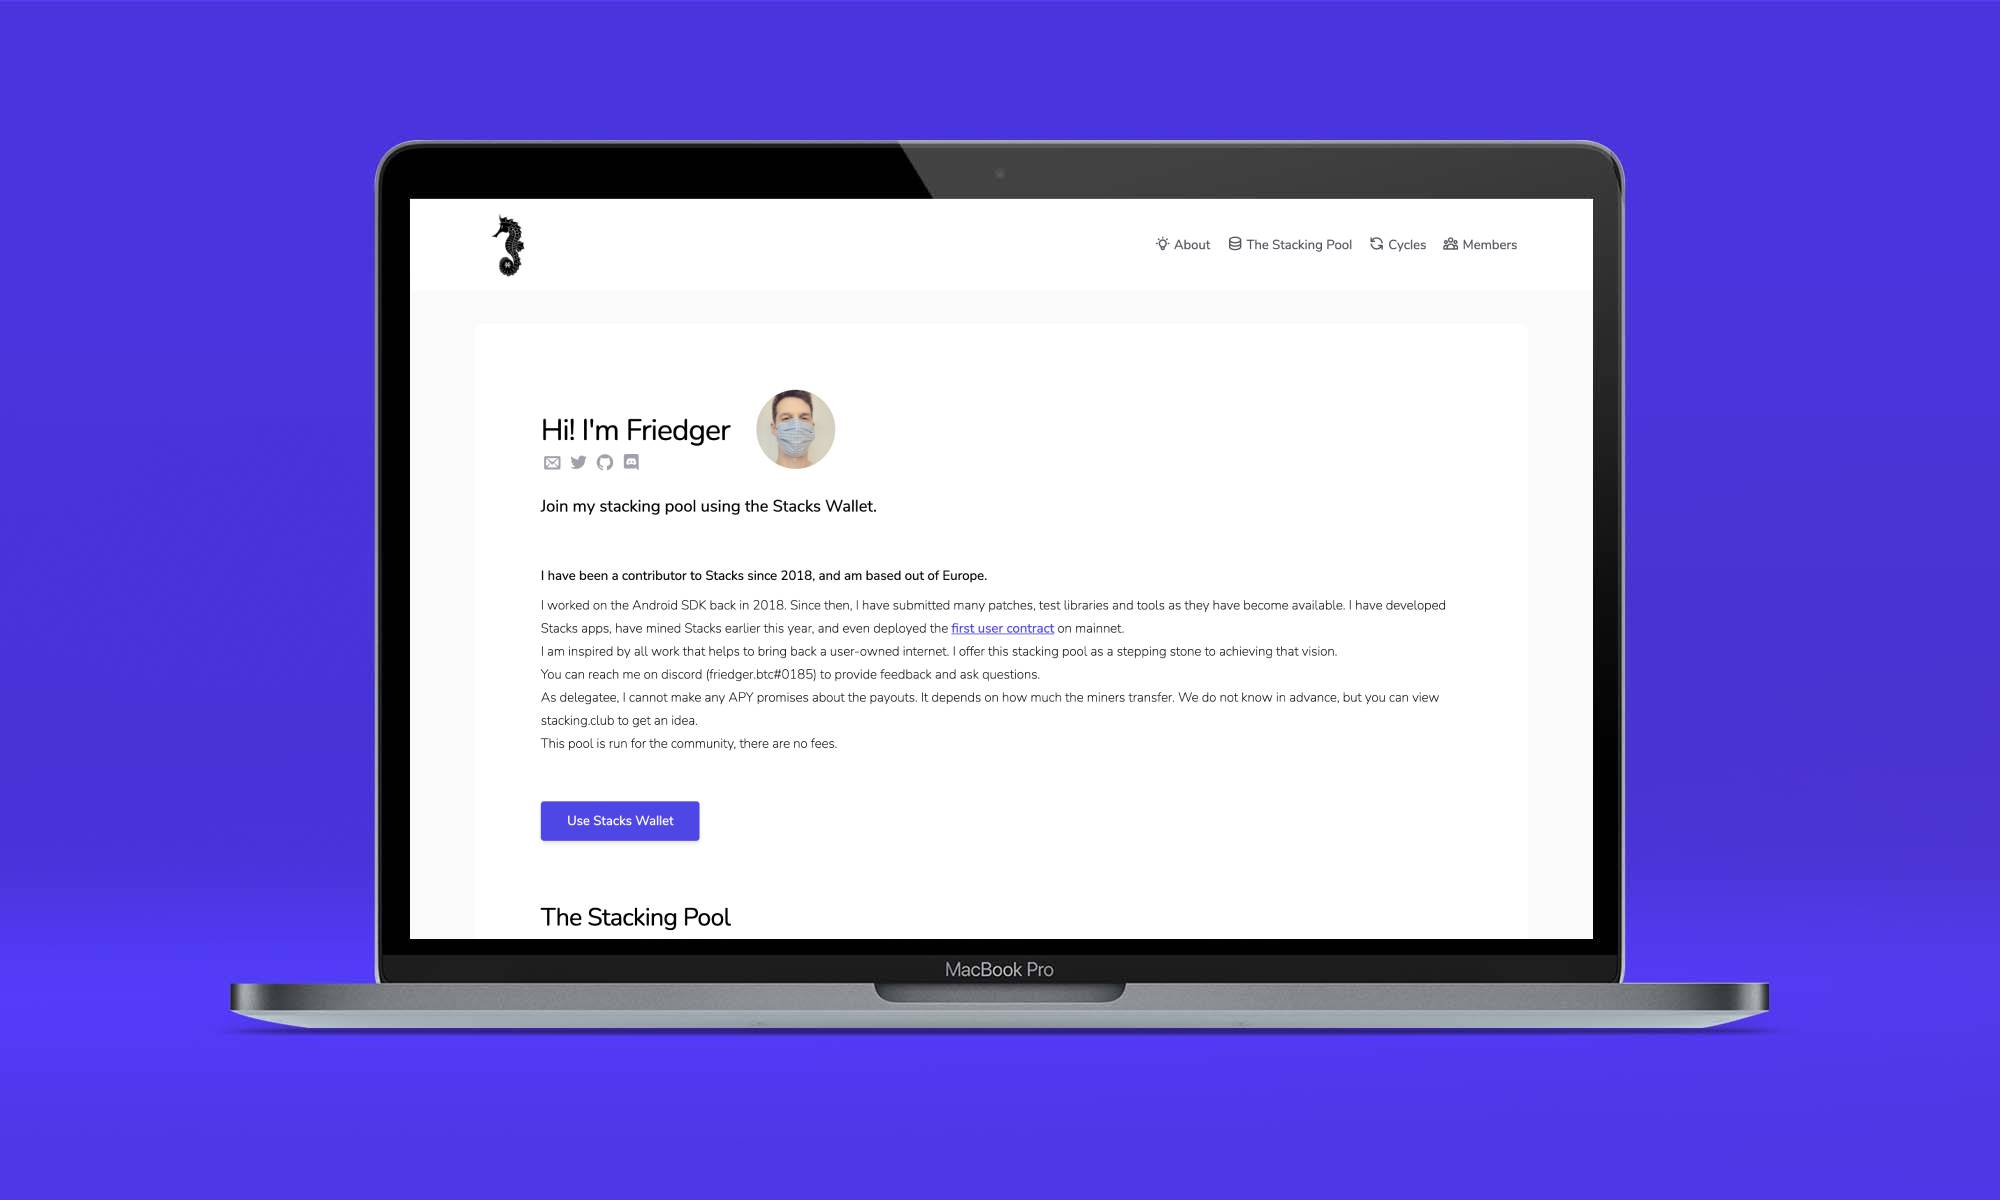 About The Stacking Pool Cycles Members
Hi! I'm Friedger
Join my stacking pool using the Stacks Wallet.
I have been a contributor to Stacks since 2018, and am based out of Europe.
I worked on the Android SDK back in 2018. Since then, I have submitted many patches, test libraries and tools as they have become available. I have developed
Stacks apps, have mined Stacks earlier this year, and even deployed the first user contract on mainnet.
I am inspired by all work that helps to bring back a user-owned internet. I offer this stacking pool as a stepping stone to achieving that vision.
You can reach me on discord (friedger.btc#0185) to provide feedback and ask questions.
As delegatee, I cannot make any APY promises about the payouts. It depends on how much the miners transfer. We do not know in advance, but you can view
stacking.club to get an idea.
This pool is run for the community, there are no fees.
Use Stacks Wallet
The Stacking Pool
MacBook Pro